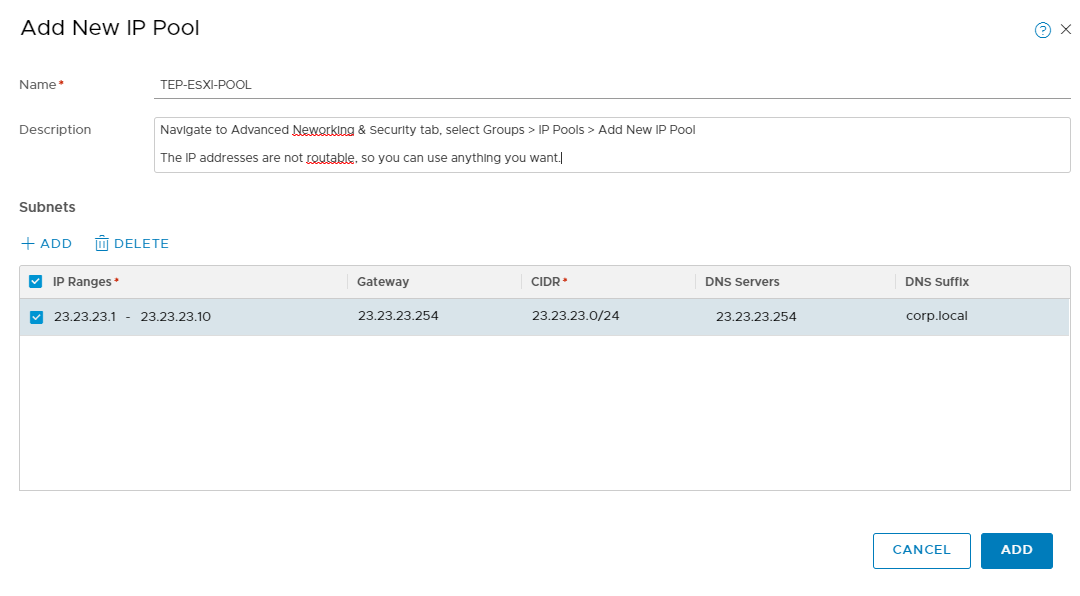 Add New IP Pool
Name*
TEP-ESXI-POOL
Description
Navigate to Advanced Neworking & Security tab, select Groups > IP Pools > Add New IP Pool
The IP addresses are not routable, so you can use anything you want.
Subnets
+ ADD DELETE
IP Ranges* Gateway CIDR* DNS Servers DNS Suffix
23.23.23.1 - 23.23.23.10 23.23.23.254 23.23.23.0/24 23.23.23.254 corp.local
CANCEL ADD